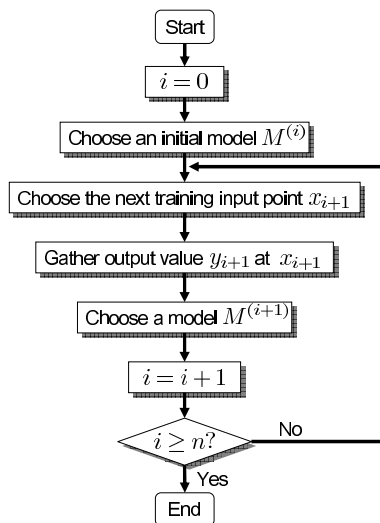 Start
i = 0
Choose an initial model M^{(i)}
Choose the next training input point x_{i+1}
Gather output value y_{i+1} at x_{i+1}
Choose a model M^{(i+1)}
i = i + 1
i ≥ n?
No
Yes
End